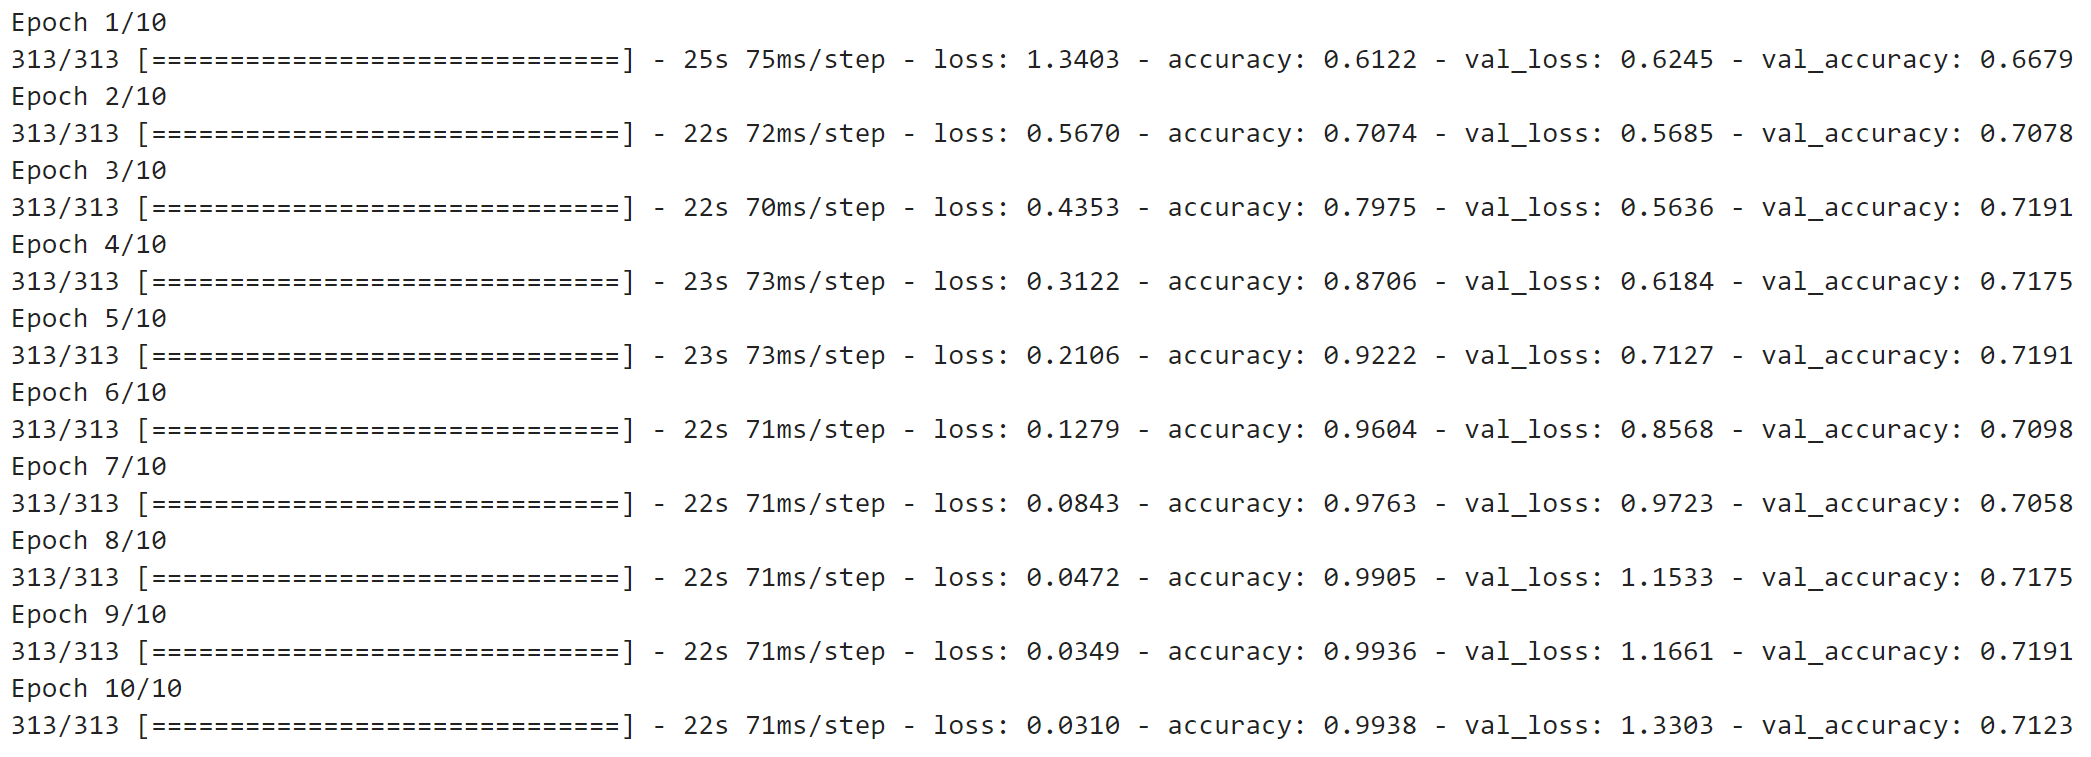 Epoch 1/10
313/313 [==============================] - 25s 75ms/step - loss: 1.3403 - accuracy: 0.6122 - val_loss: 0.6245 - val_accuracy: 0.6679
Epoch 2/10
313/313 [==============================] - 22s 72ms/step - loss: 0.5670 - accuracy: 0.7074 - val_loss: 0.5685 - val_accuracy: 0.7078
Epoch 3/10
313/313 [==============================] - 22s 70ms/step - loss: 0.4353 - accuracy: 0.7975 - val_loss: 0.5636 - val_accuracy: 0.7191
Epoch 4/10
313/313 [==============================] - 23s 73ms/step - loss: 0.3122 - accuracy: 0.8706 - val_loss: 0.6184 - val_accuracy: 0.7175
Epoch 5/10
313/313 [==============================] - 23s 73ms/step - loss: 0.2106 - accuracy: 0.9222 - val_loss: 0.7127 - val_accuracy: 0.7191
Epoch 6/10
313/313 [==============================] - 22s 71ms/step - loss: 0.1279 - accuracy: 0.9604 - val_loss: 0.8568 - val_accuracy: 0.7098
Epoch 7/10
313/313 [==============================] - 22s 71ms/step - loss: 0.0843 - accuracy: 0.9763 - val_loss: 0.9723 - val_accuracy: 0.7058
Epoch 8/10
313/313 [==============================] - 22s 71ms/step - loss: 0.0472 - accuracy: 0.9905 - val_loss: 1.1533 - val_accuracy: 0.7175
Epoch 9/10
313/313 [==============================] - 22s 71ms/step - loss: 0.0349 - accuracy: 0.9936 - val_loss: 1.1661 - val_accuracy: 0.7191
Epoch 10/10
313/313 [==============================] - 22s 71ms/step - loss: 0.0310 - accuracy: 0.9938 - val_loss: 1.3303 - val_accuracy: 0.7123